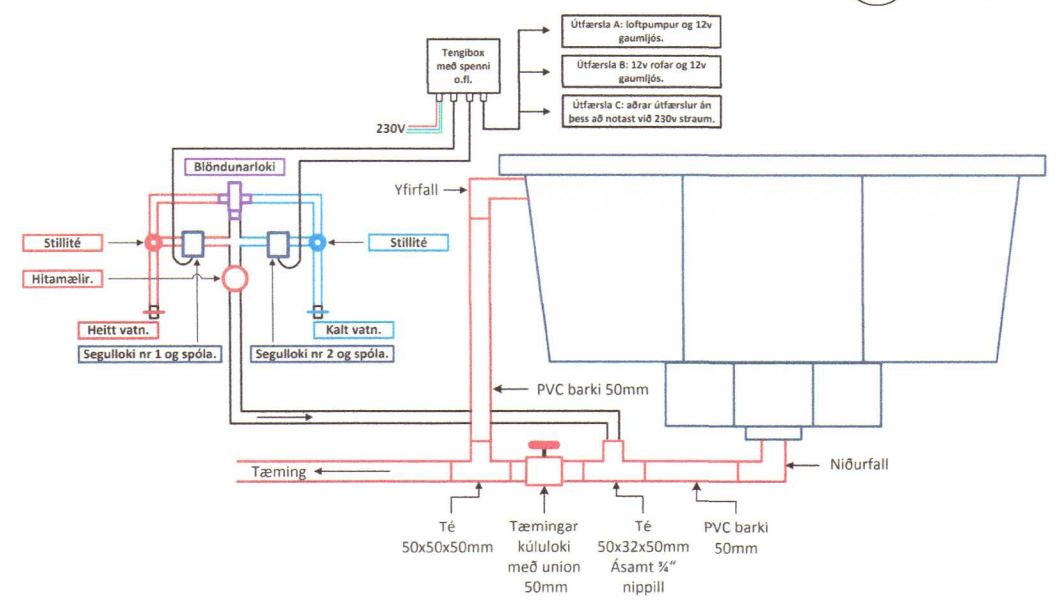 Útfærsla A: loftpumpur og 12v
gaumljós.
Tengibox
með spenni
o.fl.
Útfærsla B: 12v rofar og 12v
gaumljós.
Útfærsla C: aðrar útfærslur án
þess að notast við 230v straum.
230V
Blöndunarloki
Yfirfall
Stillité
Stillité
Hitamælir.
Heitt vatn.
Kalt vatn.
Segulloki nr 1 og spóla.
Segulloki nr 2 og spóla.
PVC barki 50mm
Tæming
Niðurfall
Té
50x50x50mm
Tæmingar
kúluloki
með union
50mm
Té
50x32x50mm
Ásamt ¾“
nippill
PVC barki
50mm